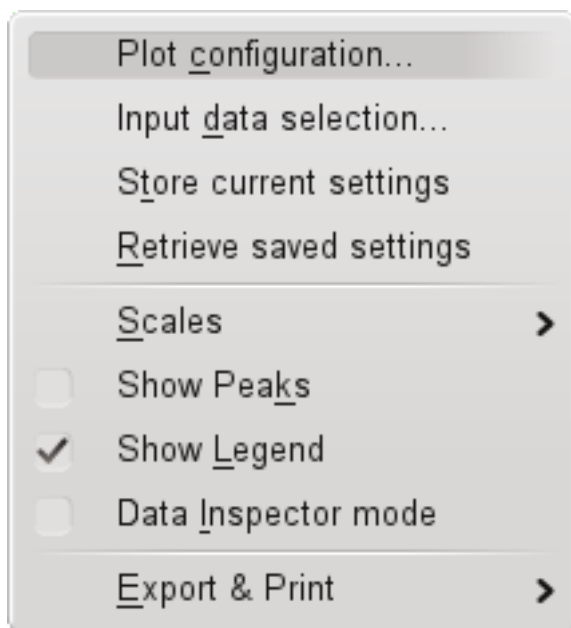 Plot configuration...
Input data selection...
Store current settings
Retrieve saved settings
Scales
Show Peaks
Show Legend
Data Inspector mode
Export & Print